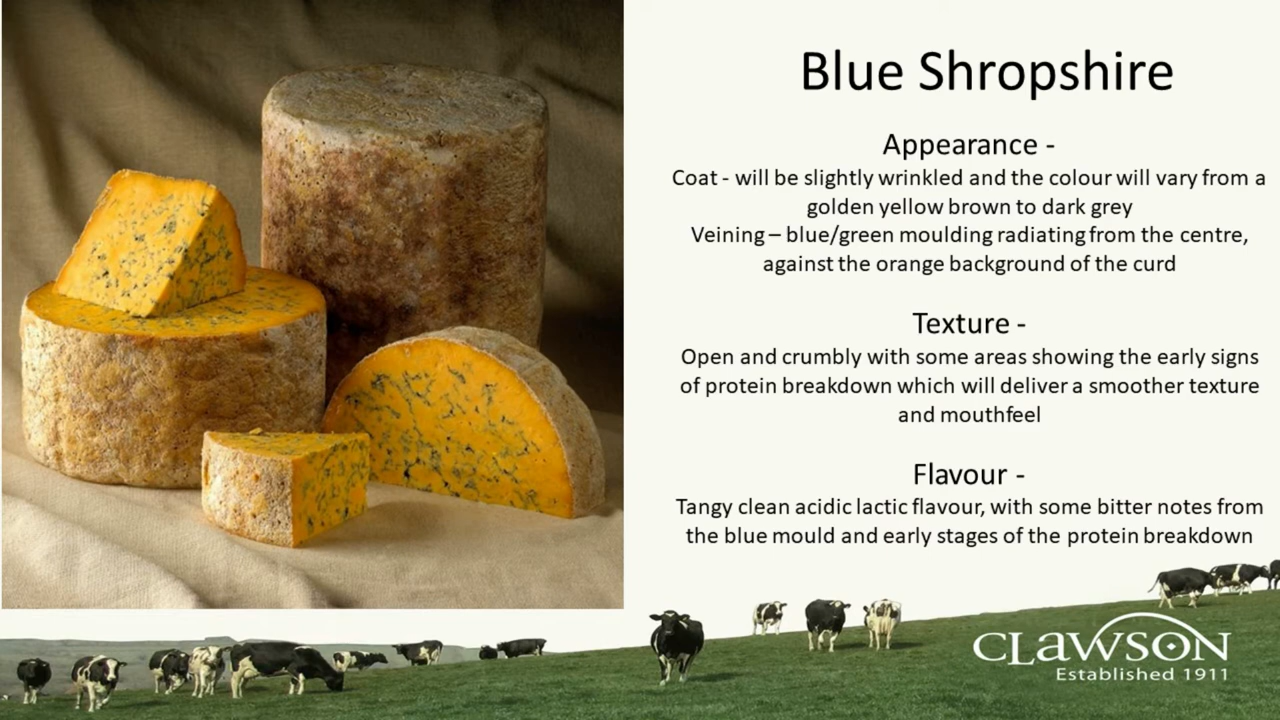 Blue Shropshire
Appearance -
Coat - will be slightly wrinkled and the colour will vary from a
golden yellow brown to dark grey
Veining – blue/green moulding radiating from the centre,
against the orange background of the curd
Texture -
Open and crumbly with some areas showing the early signs
of protein breakdown which will deliver a smoother texture
and mouthfeel
Flavour -
Tangy clean acidic lactic flavour, with some bitter notes from
the blue mould and early stages of the protein breakdown
CLAWSON
Established 1911